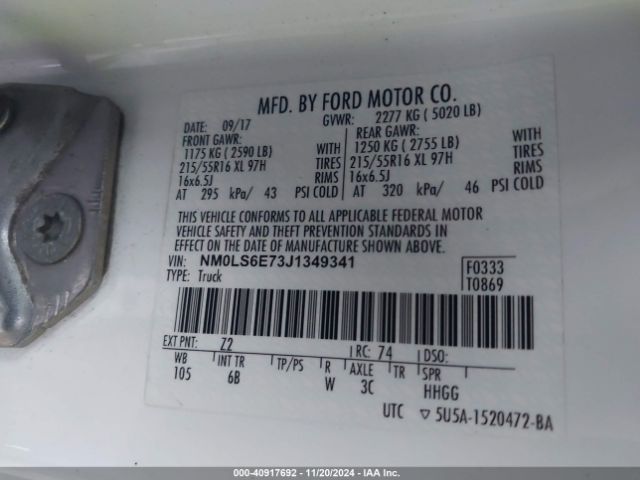 MFD. BY FORD MOTOR CO.
DATE: 09/17 GVWR: 2277 KG ( 5020 LB)
FRONT GAWR: REAR GAWR:
1175 KG ( 2590 LB) WITH 1250 KG ( 2755 LB) WITH
215/55R16 XL 97H TIRES 215/55R16 XL 97H TIRES
16x6.5J RIMS 16x6.5J RIMS
AT 295 kPa/ 43 PSI COLD AT 320 kPa/ 46 PSI COLD
THIS VEHICLE CONFORMS TO ALL APPLICABLE FEDERAL MOTOR
VEHICLE SAFETY AND THEFT PREVENTION STANDARDS IN
EFFECT ON THE DATE OF MANUFACTURE SHOWN ABOVE.
VIN: NM0LS6E73J1349341 F0333
TYPE: Truck T0869
EXT PNT: Z2 RC: 74 DSO:
WB INT TR TP/PS R AXLE TR SPR
105 6B W 3C HHGG
UTC ▽ 5U5A-1520472-BA
000-40917692 - 11/20/2024 - IAA Inc.